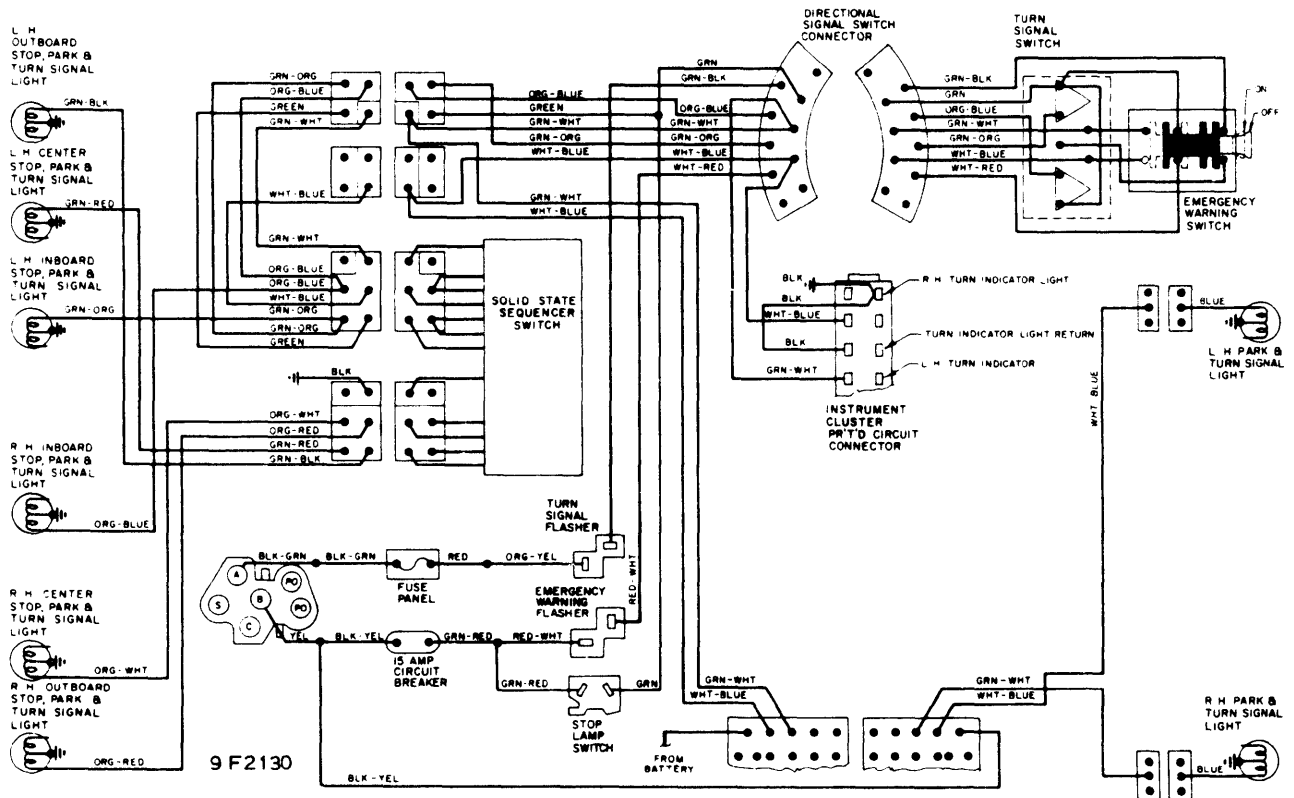 L H
OUTBOARD
STOP, PARK &
TURN SIGNAL
LIGHT
GRN-BLK
L H CENTER
STOP, PARK &
TURN SIGNAL
LIGHT
GRN-RED
L H INBOARD
STOP, PARK
& TURN SIGNAL
LIGHT
GRN-ORG
R H INBOARD
STOP, PARK &
TURN SIGNAL
LIGHT
ORG-BLUE
R H CENTER
STOP, PARK &
TURN SIGNAL
LIGHT
ORG-WHT
R H OUTBOARD
STOP, PARK &
TURN SIGNAL
LIGHT
ORG-RED
GRN-ORG
ORG-BLUE
GREEN
GRN-WHT
WHT-BLUE
GRN-WHT
ORG-BLUE
ORG-BLUE
WHT-BLUE
GRN-ORG
GRN-ORG
GREEN
BLK
ORG-WHT
ORG-RED
GRN-RED
GRN-BLK
SOLID STATE
SEQUENCER
SWITCH
ORG-BLUE
GREEN
GRN-WHT
GRN-ORG
WHT-BLUE
GRN-WHT
WHT-BLUE
DIRECTIONAL
SIGNAL SWITCH
CONNECTOR
GRN
GRN-BLK
ORG-BLUE
GRN-WHT
GRN-ORG
WHT-BLUE
WHT-RED
TURN
SIGNAL
SWITCH
GRN-BLK
GRN
ORG-BLUE
GRN-WHT
GRN-ORG
WHT-BLUE
WHT-RED
ON
OFF
EMERGENCY
WARNING
SWITCH
BLK
BLK
WHT-BLUE
BLK
GRN-WHT
R H TURN INDICATOR LIGHT
TURN INDICATOR LIGHT RETURN
L H TURN INDICATOR
INSTRUMENT
CLUSTER
PR'T'D CIRCUIT
CONNECTOR
BLUE
L H PARK &
TURN SIGNAL
LIGHT
WHT BLUE
TURN
SIGNAL
FLASHER
BLK-GRN
BLK-GRN
RED
ORG-YEL
FUSE
PANEL
A
S
B
C
PO
PO
EMERGENCY
WARNING
FLASHER
RED-WHT
YEL
BLK-YEL
GRN-RED
RED-WHT
15 AMP
CIRCUIT
BREAKER
GRN-RED
GRN
STOP
LAMP
SWITCH
GRN-WHT
WHT-BLUE
GRN-WHT
WHT-BLUE
FROM
BATTERY
R H PARK &
TURN SIGNAL
LIGHT
BLUE
9 F2130
BLK-YEL